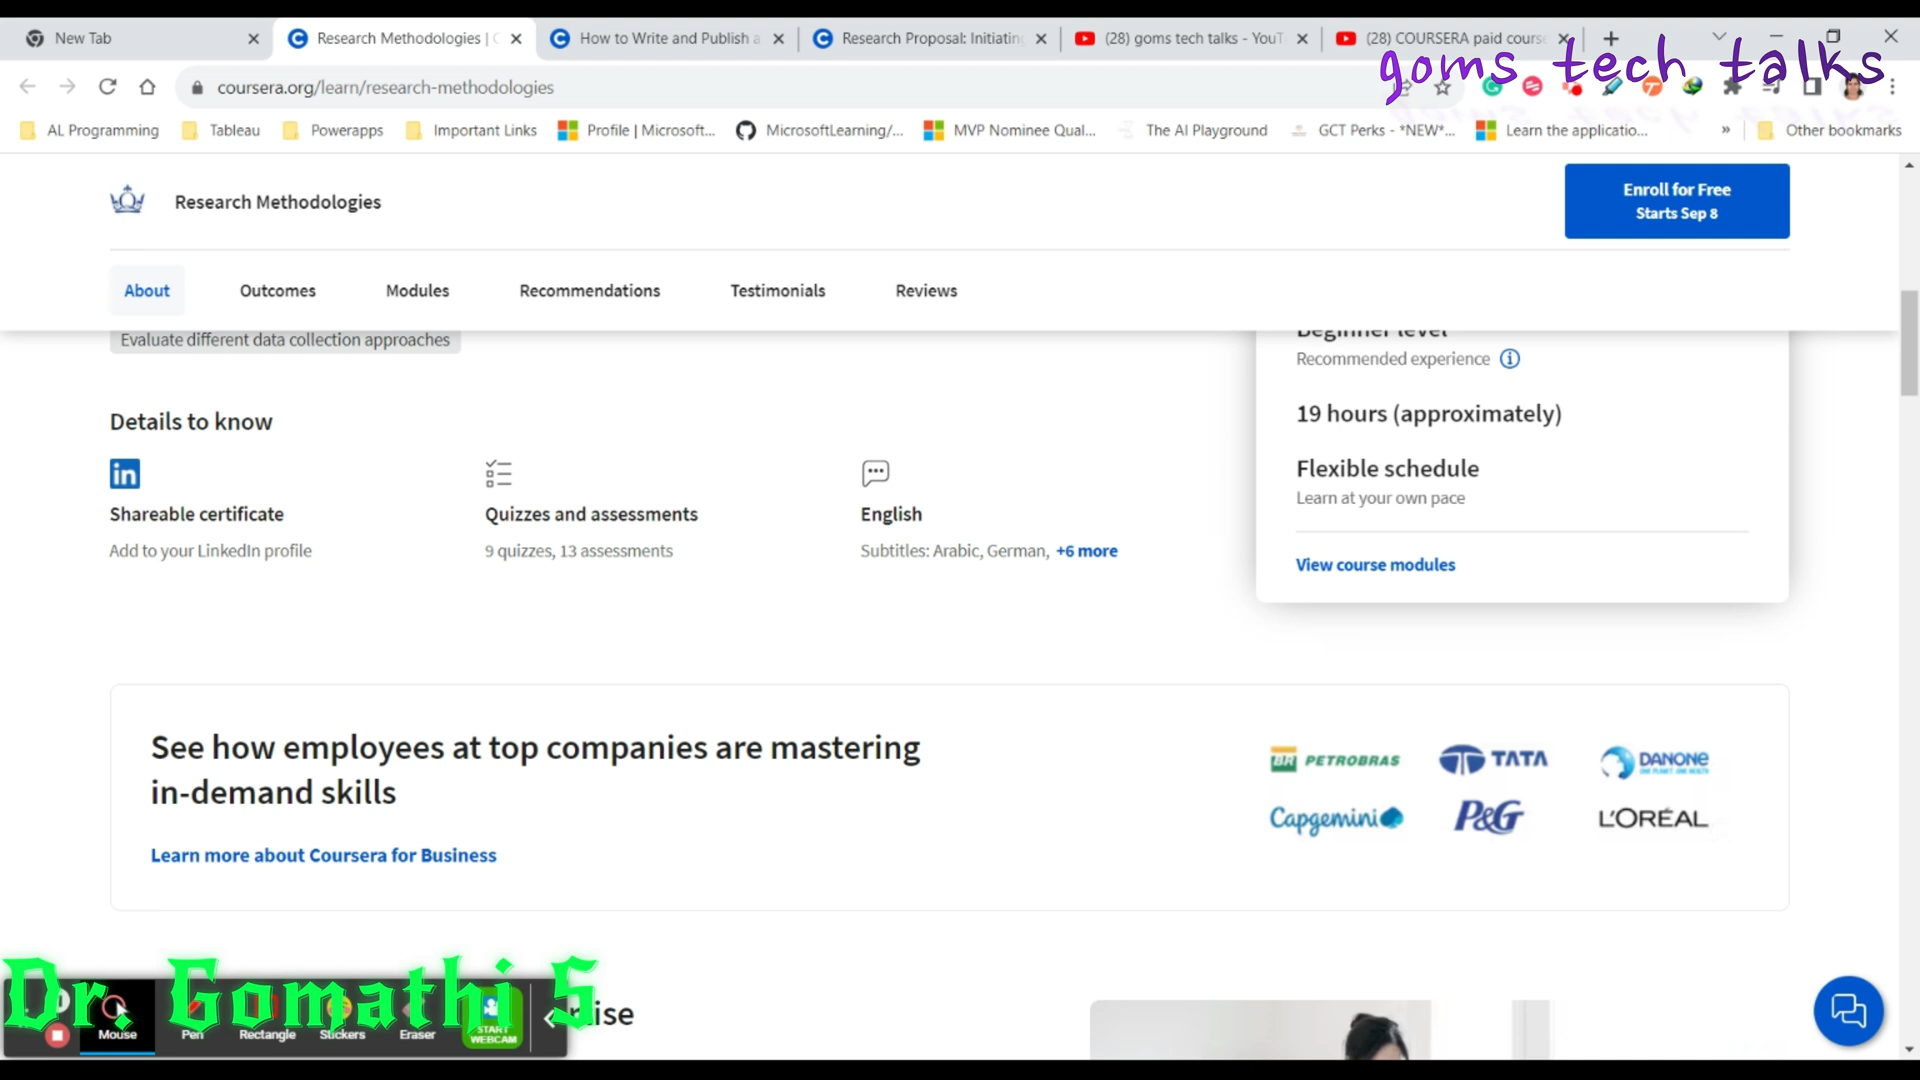 New Tab
Research Methodologies | C
How to Write and Publish a
Research Proposal: Initiating
(28) goms tech talks - YouT
(28) COURSERA paid course
goms tech talks
coursera.org/learn/research-methodologies
AL Programming
Tableau
Powerapps
Important Links
Profile | Microsoft...
MicrosoftLearning/...
MVP Nominee Qual...
The AI Playground
GCT Perks - *NEW*...
Learn the applicatio...
»
Other bookmarks
Research Methodologies
Enroll for Free
Starts Sep 8
About
Outcomes
Modules
Recommendations
Testimonials
Reviews
Evaluate different data collection approaches
Beginner level
Recommended experience
19 hours (approximately)
Flexible schedule
Learn at your own pace
View course modules
Details to know
in
Shareable certificate
Add to your LinkedIn profile
Quizzes and assessments
9 quizzes, 13 assessments
English
Subtitles: Arabic, German, +6 more
See how employees at top companies are mastering
in-demand skills
Learn more about Coursera for Business
BR PETROBRAS
TATA
DANONE
Capgemini
P&G
L'ORÉAL
Dr. Gomathi S
Mouse
Pen
Rectangle
Stickers
Eraser
START
WEBCAM